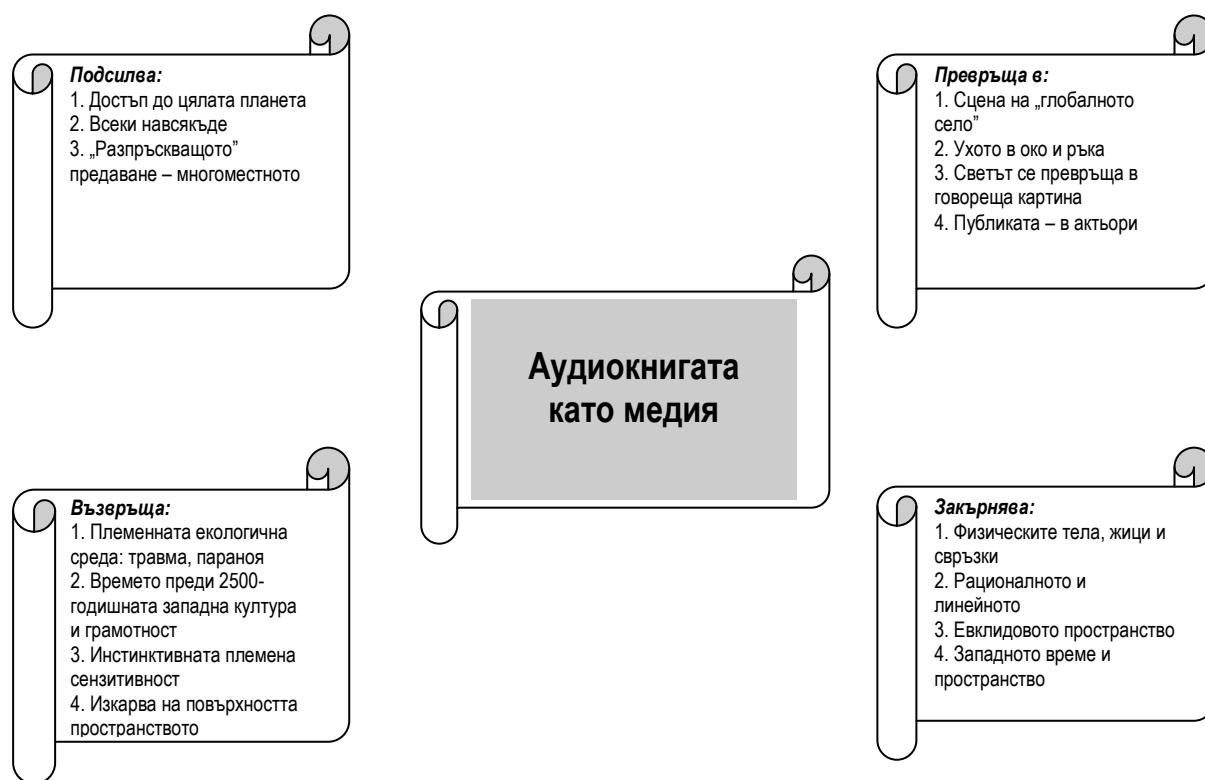 Подсилва:
1. Достъп до цялата планета
2. Всеки навсякъде
3. „Разпръскващото”
предаване – многоместното
Превръща в:
1. Сцена на „глобалното
село”
2. Ухото в око и ръка
3. Светът се превръща в
говореща картина
4. Публиката – в актьори
Аудиокнигата
като медия
Възвръща:
1. Племенната екологична
среда: травма, параноя
2. Времето преди 2500-
годишната западна култура
и грамотност
3. Инстинктивната племена
сензитивност
4. Изкарва на повърхността
пространството
Закърнява:
1. Физическите тела, жици и
свръзки
2. Рационалното и
линейното
3. Евклидовото пространство
4. Западното време и
пространство